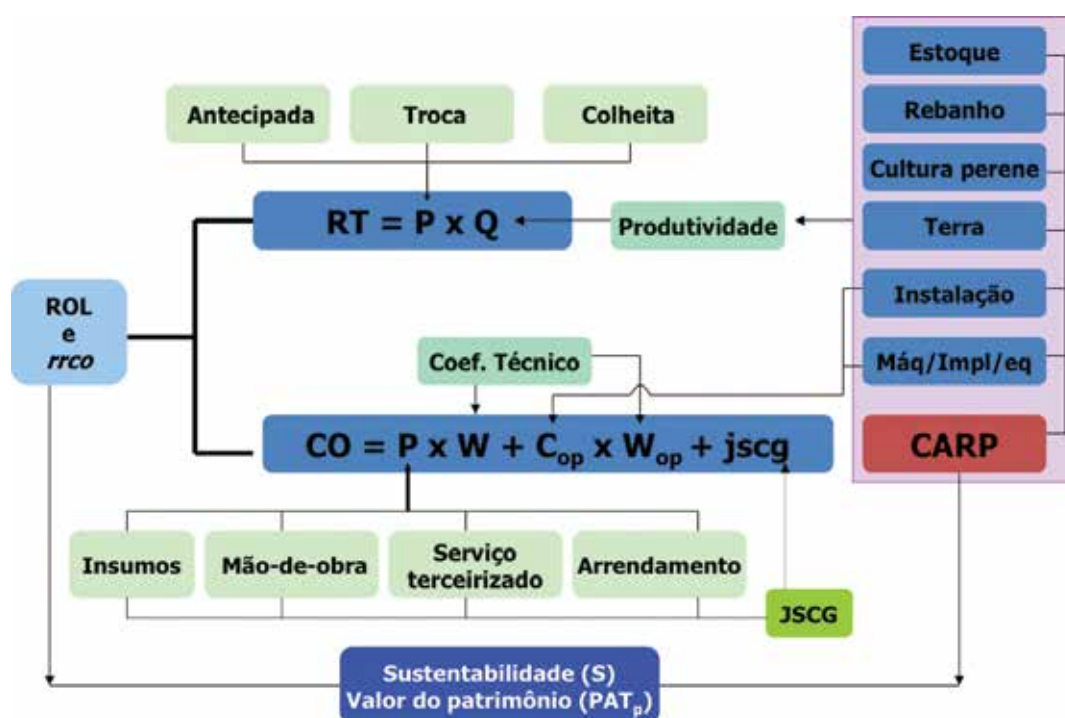 Estoque
Antecipada
Troca
Colheita
Rebanho
Cultura perene
RT = P x Q
Produtividade
Terra
ROL
e
rrco
Instalação
Coef. Técnico
Máq/Impl/eq
CO = P x W + Cop x Wop + jscg
CARP
Insumos
Mão-de-obra
Serviço
terceirizado
Arrendamento
JSCG
Sustentabilidade (S)
Valor do patrimônio (PATp)